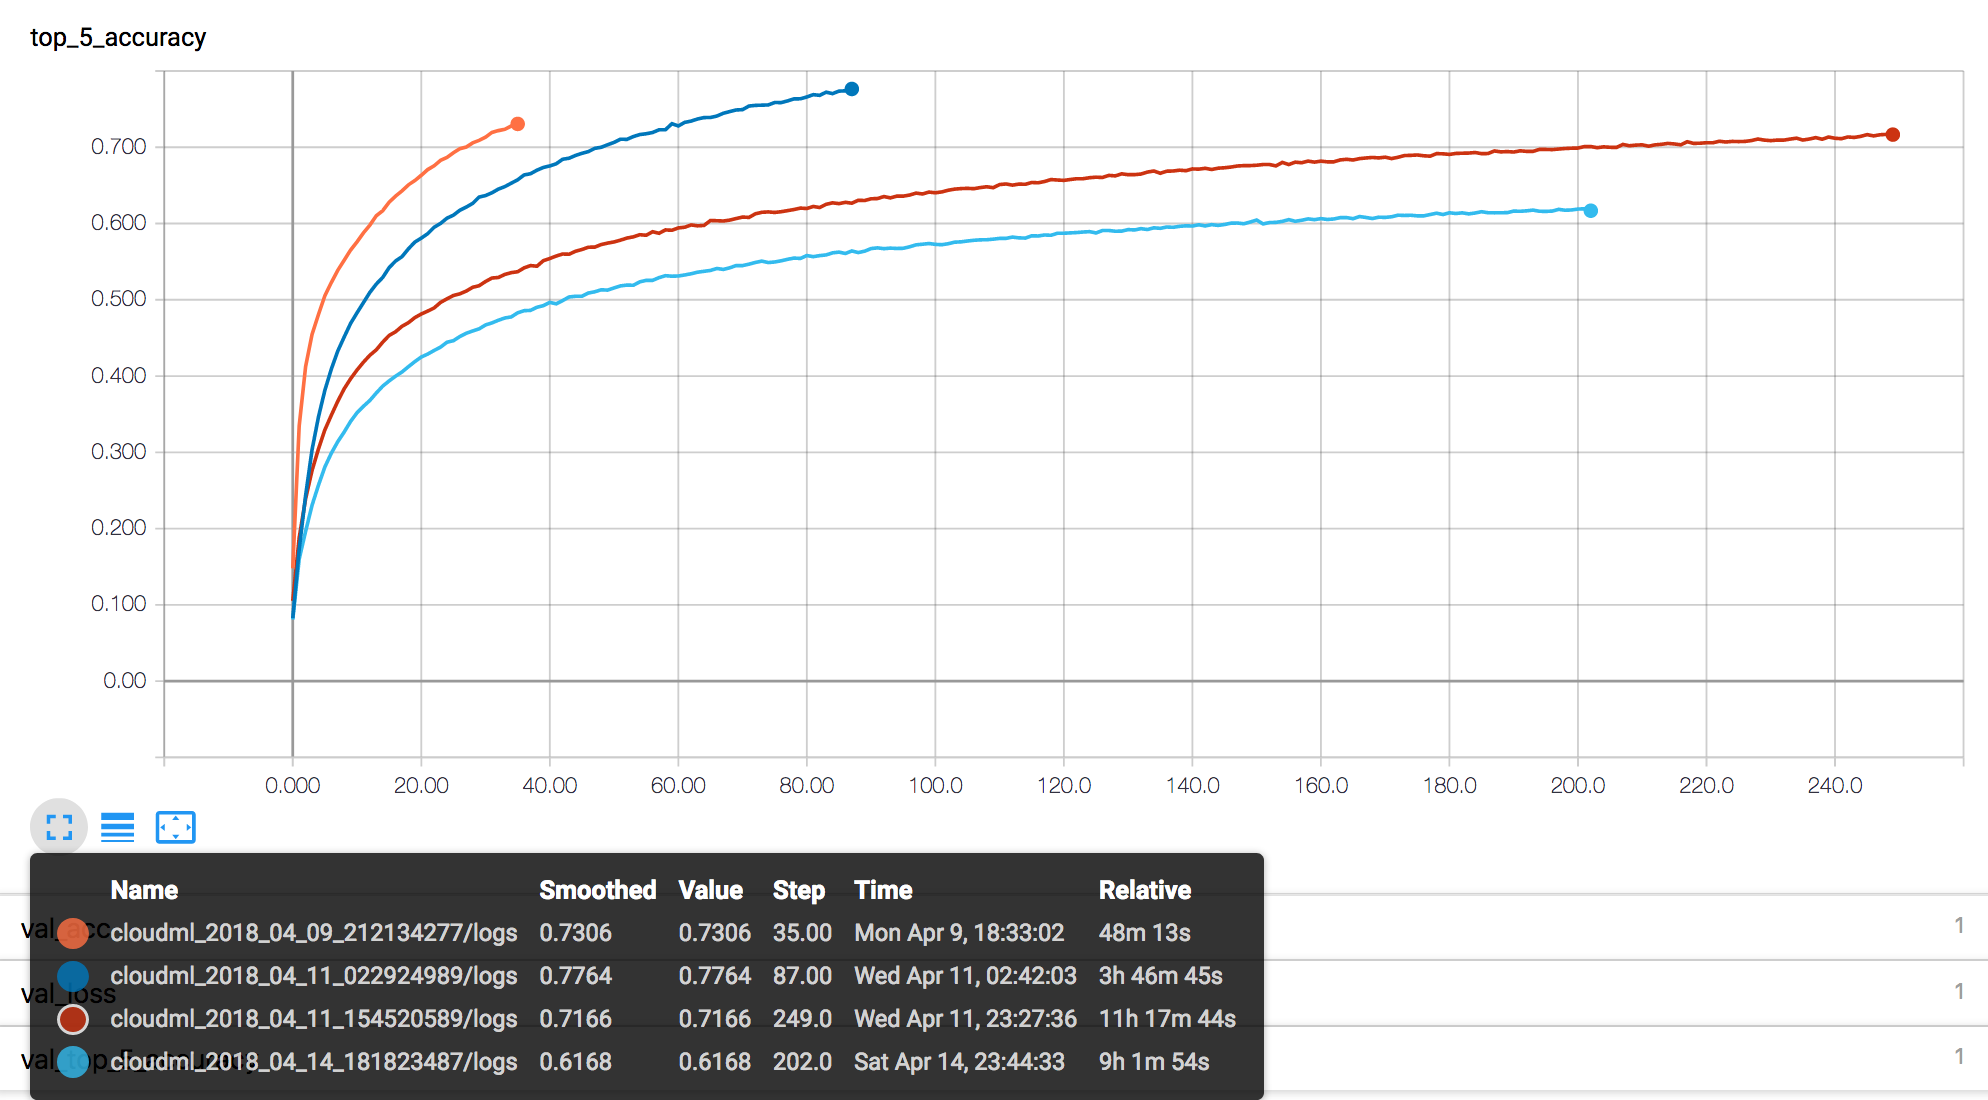 top_5_accuracy
0.700
0.600
0.500
0.400
0.300
0.200
0.100
0.00
0.000 20.00 40.00 60.00 80.00 100.0 120.0 140.0 160.0 180.0 200.0 220.0 240.0
Name Smoothed Value Step Time Relative
val_acc 1
cloudml_2018_04_09_212134277/logs 0.7306 0.7306 35.00 Mon Apr 9, 18:33:02 48m 13s
cloudml_2018_04_11_022924989/logs 0.7764 0.7764 87.00 Wed Apr 11, 02:42:03 3h 46m 45s
val_loss 1
cloudml_2018_04_11_154520589/logs 0.7166 0.7166 249.0 Wed Apr 11, 23:27:36 11h 17m 44s
val_top_5_accuracy 1
cloudml_2018_04_14_181823487/logs 0.6168 0.6168 202.0 Sat Apr 14, 23:44:33 9h 1m 54s